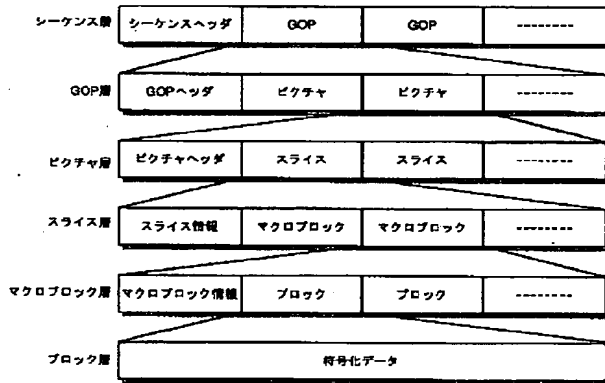 シーケンス層 シーケンスヘッダ GOP GOP --------
GOP層 GOPヘッダ ピクチャ ピクチャ --------
ピクチャ層 ピクチャヘッダ スライス スライス --------
スライス層 スライス情報 マクロブロック マクロブロック --------
マクロブロック層 マクロブロック情報 ブロック ブロック --------
ブロック層 符号化データ